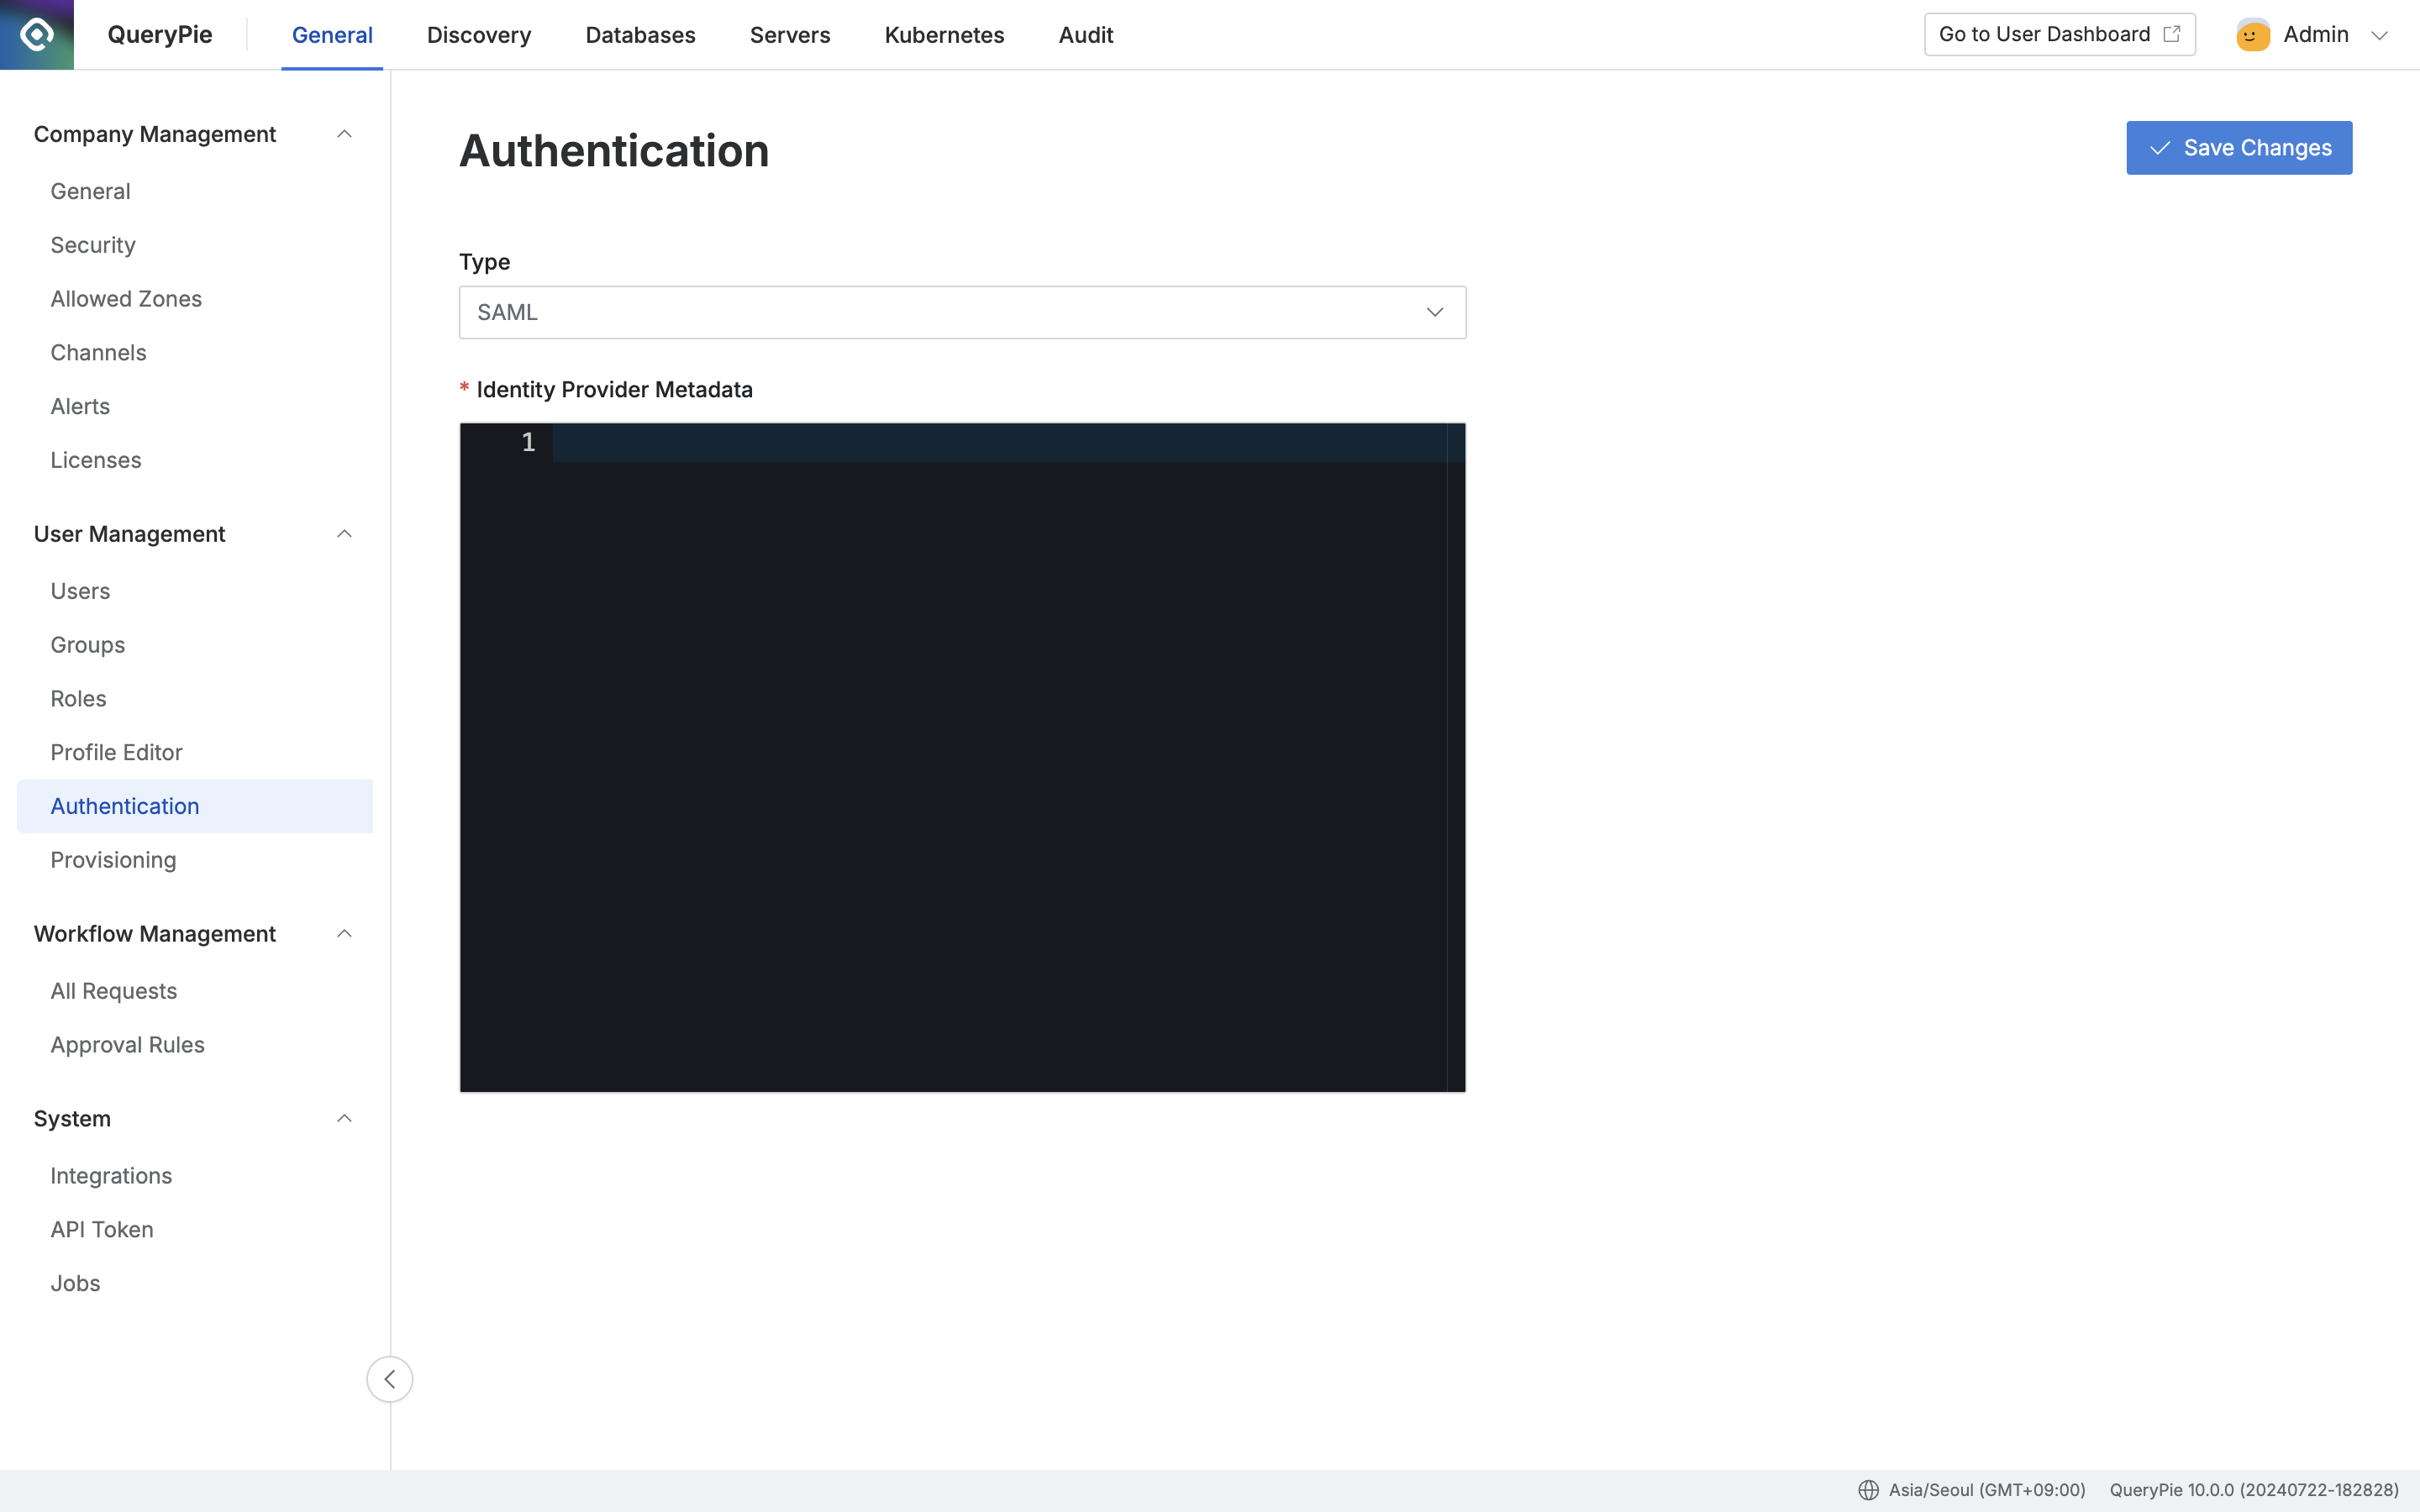 QueryPie
General
Discovery
Databases
Servers
Kubernetes
Audit
Go to User Dashboard
Admin
Company Management
General
Security
Allowed Zones
Channels
Alerts
Licenses
User Management
Users
Groups
Roles
Profile Editor
Authentication
Provisioning
Workflow Management
All Requests
Approval Rules
System
Integrations
API Token
Jobs
Authentication
Save Changes
Type
SAML
* Identity Provider Metadata
1
Asia/Seoul (GMT+09:00)
QueryPie 10.0.0 (20240722-182828)